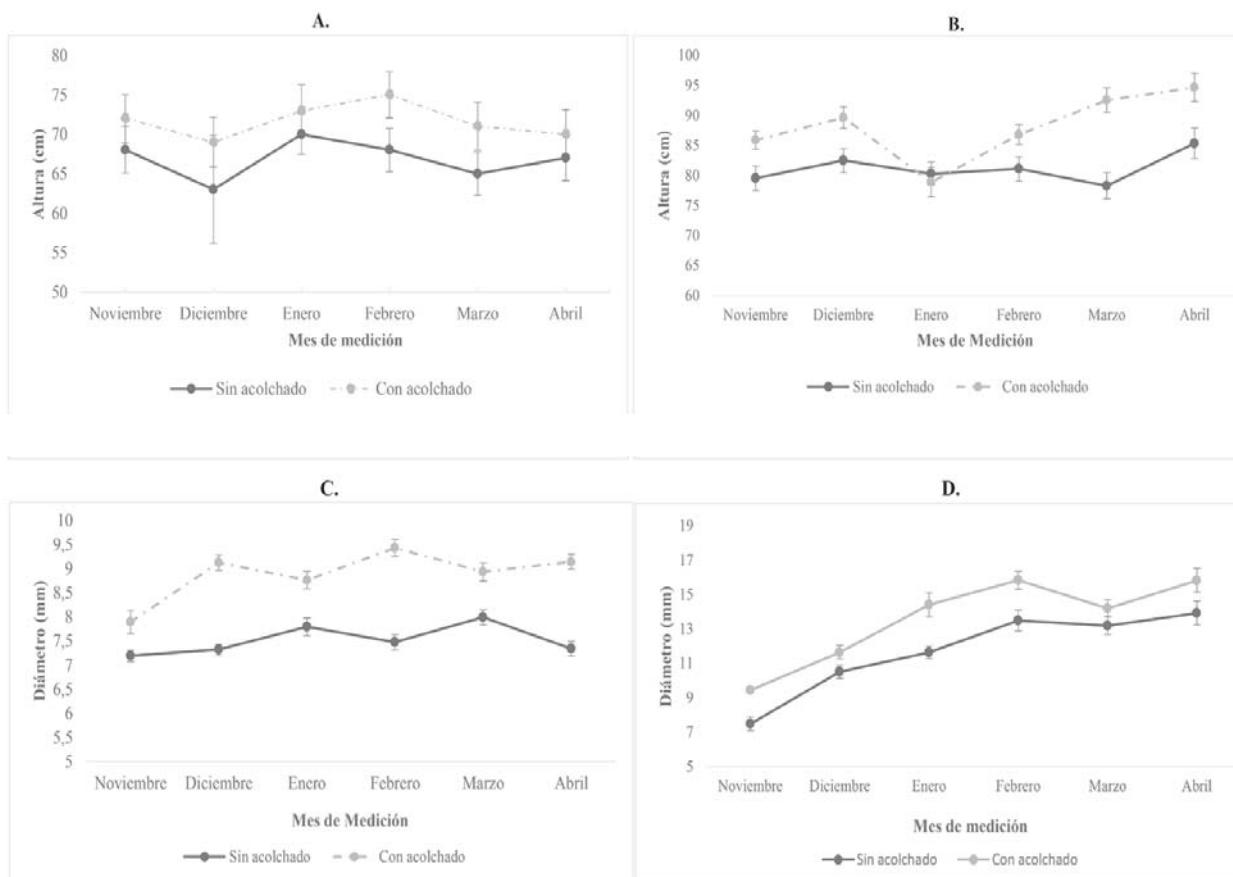 A.
80
75
70
65
60
55
50
Altura (cm)
Noviembre Diciembre Enero Febrero Marzo Abril
Mes de medición
Sin acolchado Con acolchado
B.
100
95
90
85
80
75
70
65
60
Altura (cm)
Noviembre Diciembre Enero Febrero Marzo Abril
Mes de Medición
Sin acolchado Con acolchado
C.
10
9,5
9
8,5
8
7,5
7
6,5
6
5,5
5
Diámetro (mm)
Noviembre Diciembre Enero Febrero Marzo Abril
Mes de Medición
Sin acolchado Con acolchado
D.
19
17
15
13
11
9
7
5
Diámetro (mm)
Noviembre Diciembre Enero Febrero Marzo Abril
Mes de medición
Sin acolchado Con acolchado